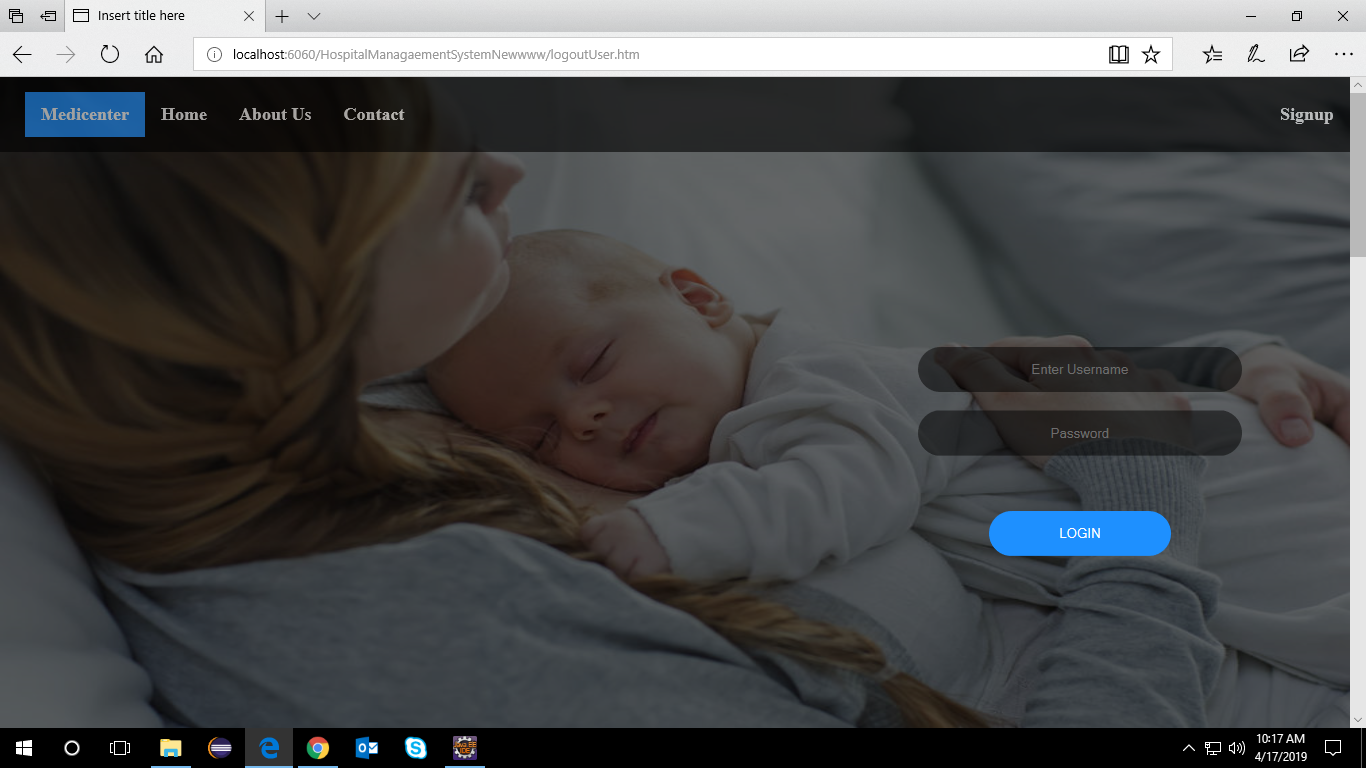 Insert title here
localhost:6060/HospitalManagaementSystemNewwww/logoutUser.htm
Medicenter Home About Us Contact Signup
Enter Username
Password
LOGIN
10:17 AM
4/17/2019